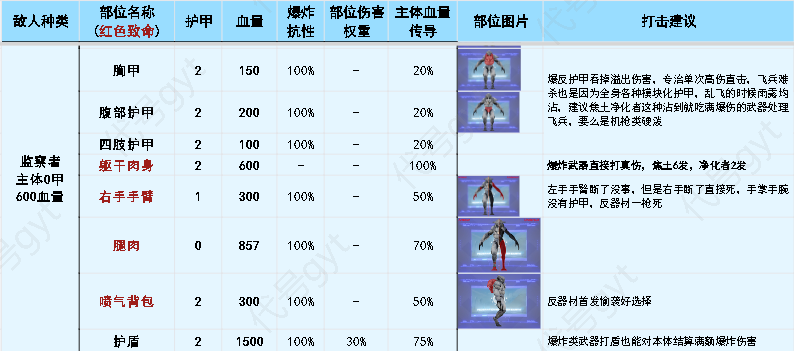 敌人种类 部位名称 (红色致命) 护甲 血量 爆炸抗性 部位伤害权重 主体血量传导 部位图片 打击建议
监察者
主体0甲
600血量
胸甲 2 150 100% – 20%
爆反护甲吞掉溢出伤害，专治单次高伤直击，飞兵难
杀也是因为全身各种模块化护甲，乱飞的时候雨露均
沾，建议焦土净化者这种沾到就吃满爆伤的武器处理
飞兵，要么是机枪类硬泼
腹部护甲 2 200 100% – 20%
四肢护甲 2 100 100% – 20%
躯干肉身 2 600 – – 100% 爆炸武器直接打真伤，焦土6发，净化者2发
右手手臂 1 300 100% – 50%
左手手臂断了没事，但是右手断了直接死，手掌手腕
没有护甲，反器材一枪死
腿肉 0 857 100% – 70%
喷气背包 2 300 100% – 50% 反器材首发偷袭好选择
护盾 2 1500 100% 30% 75% 爆炸类武器打盾也能对本体结算满额爆炸伤害
代号gyt